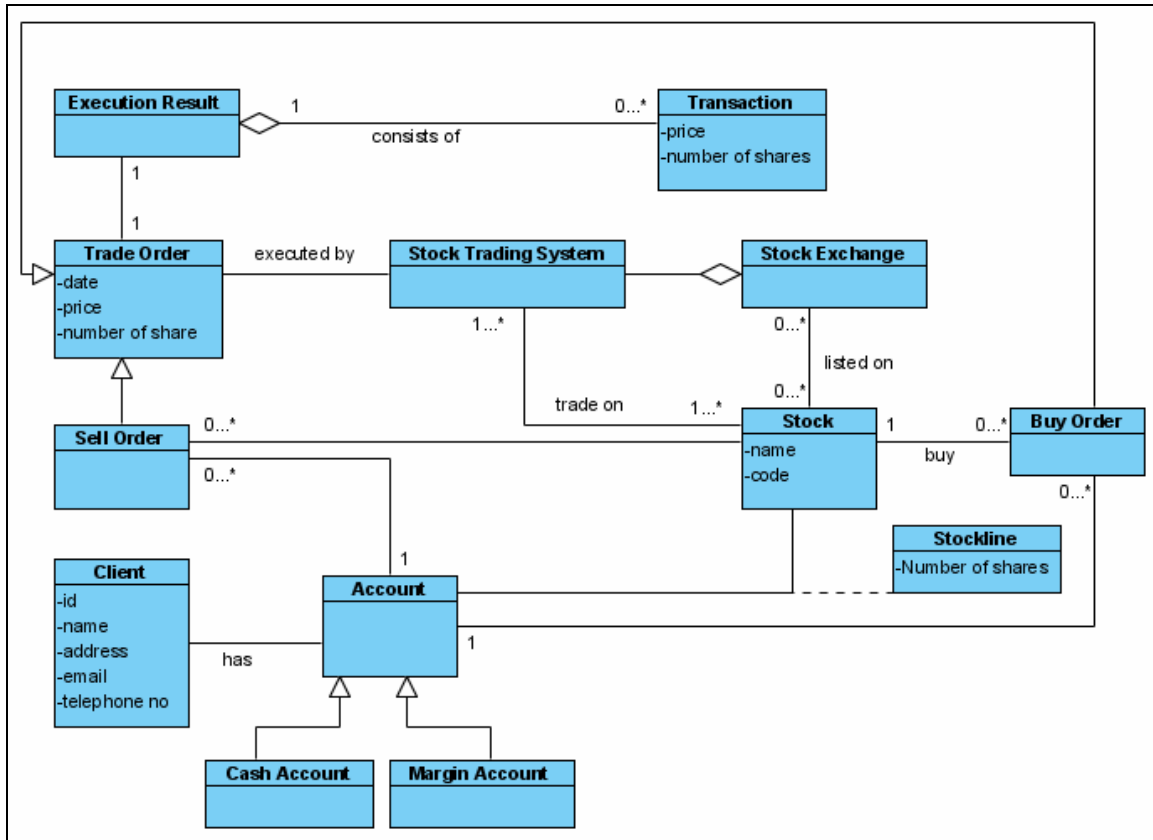 Execution Result
1
0...*
consists of
Transaction
-price
-number of shares
1
1
Trade Order
-date
-price
-number of share
executed by
Stock Trading System
Stock Exchange
1...*
0...*
listed on
trade on
0...*
1...*
Sell Order
0...*
0...*
Stock
-name
-code
1
0...*
buy
Buy Order
0...*
Stockline
-Number of shares
Client
-id
-name
-address
-email
-telephone no
has
1
Account
1
Cash Account
Margin Account